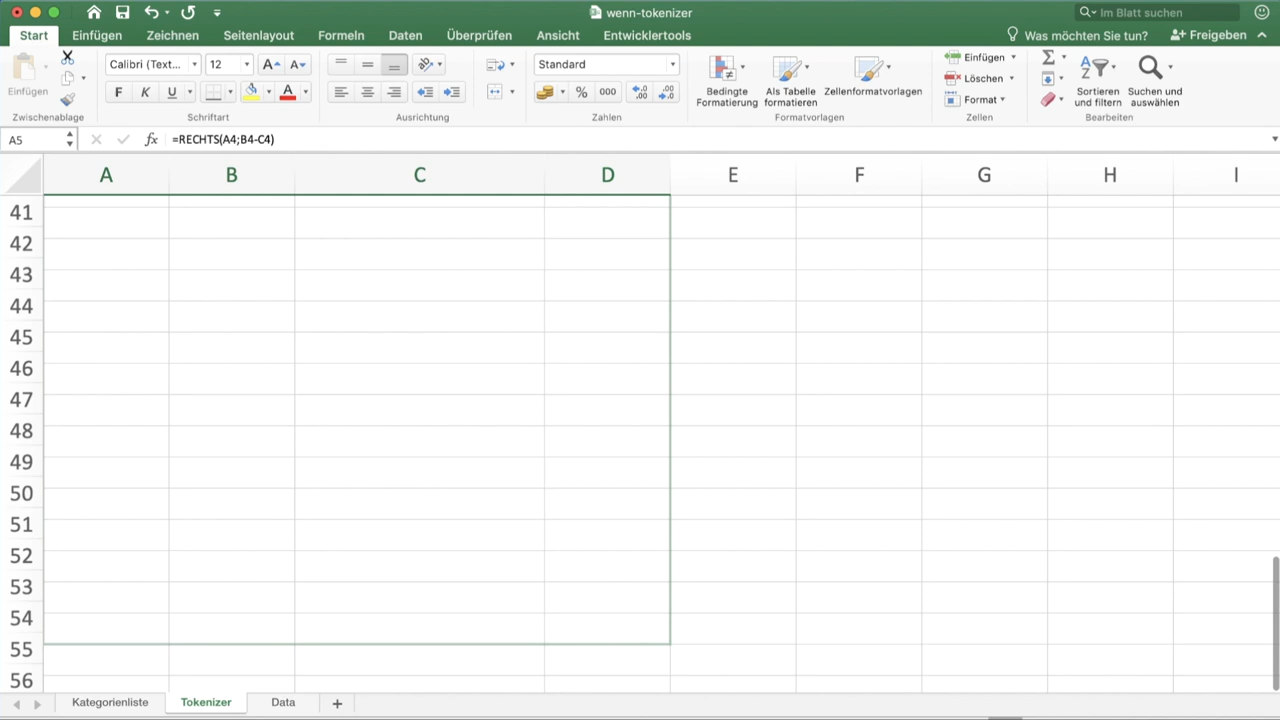 wenn-tokenizer
Im Blatt suchen
Start Einfügen Zeichnen Seitenlayout Formeln Daten Überprüfen Ansicht Entwicklertools
Was möchten Sie tun?
Freigeben
Einfügen
Zwischenablage
Calibri (Text... 12 A A
F K U A
Schriftart
Ausrichtung
Standard
% 000 ,00 ,0
Zahlen
Bedingte
Formatierung
Als Tabelle
formatieren
Zellenformatvorlagen
Formatvorlagen
Einfügen
Löschen
Format
Zellen
Σ
Sortieren
und filtern
Suchen und
auswählen
Bearbeiten
A5 fx =RECHTS(A4;B4-C4)
A B C D E F G H I
41
42
43
44
45
46
47
48
49
50
51
52
53
54
55
56
Kategorienliste Tokenizer Data +